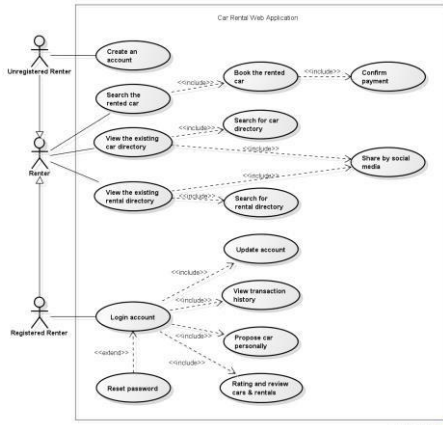 Car Rental Web Application
Create an
account
Unregistered Renter
Search the
rented car
<<include>>
Book the rented
car
<<include>>
Confirm
payment
View the existing
car directory
<<include>>
Search for car
directory
Renter
Share by social
media
<<include>>
<<include>>
View the existing
rental directory
<<include>>
Search for
rental directory
Update account
<<include>>
View transaction
history
<<include>>
Login account
Registered Renter
<<include>>
Propose car
personally
<<extend>>
<<include>>
Reset password
Rating and review
cars & rentals